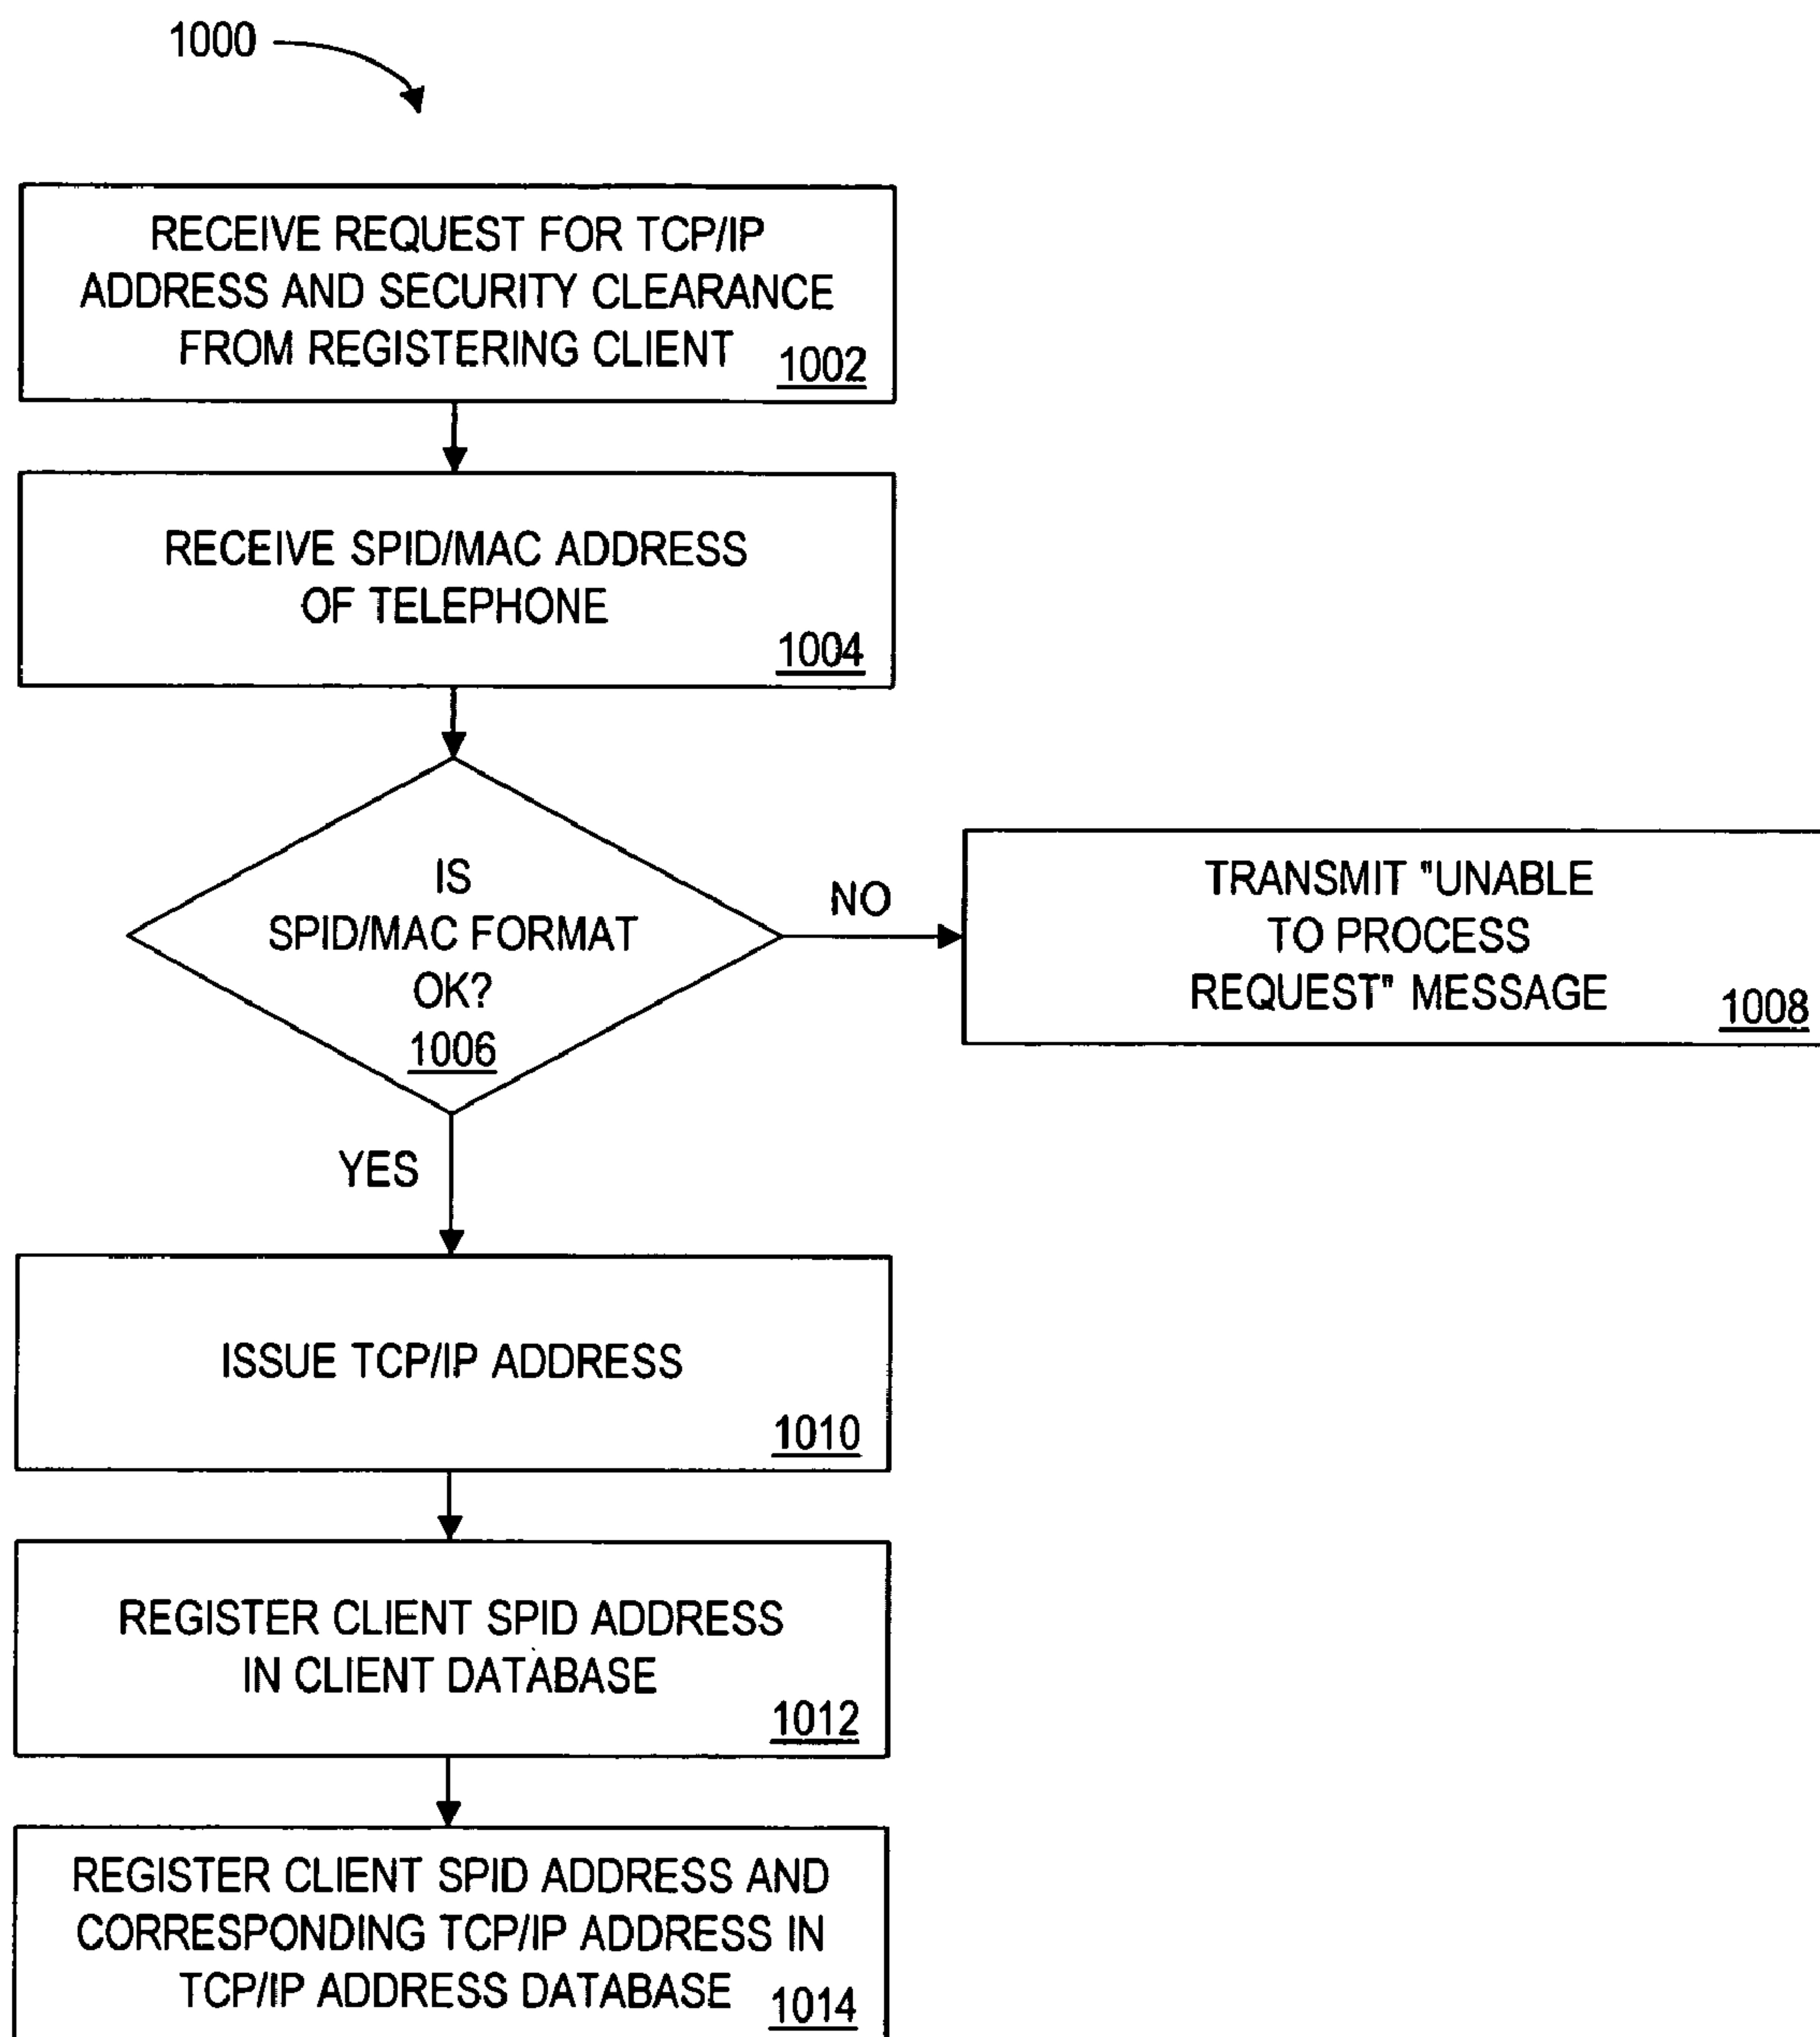 1000
RECEIVE REQUEST FOR TCP/IP
ADDRESS AND SECURITY CLEARANCE
FROM REGISTERING CLIENT
1002
RECEIVE SPID/MAC ADDRESS
OF TELEPHONE
1004
IS
SPID/MAC FORMAT
OK?
1006
NO
TRANSMIT "UNABLE
TO PROCESS
REQUEST" MESSAGE
1008
YES
ISSUE TCP/IP ADDRESS
1010
REGISTER CLIENT SPID ADDRESS
IN CLIENT DATABASE
1012
REGISTER CLIENT SPID ADDRESS AND
CORRESPONDING TCP/IP ADDRESS IN
TCP/IP ADDRESS DATABASE
1014